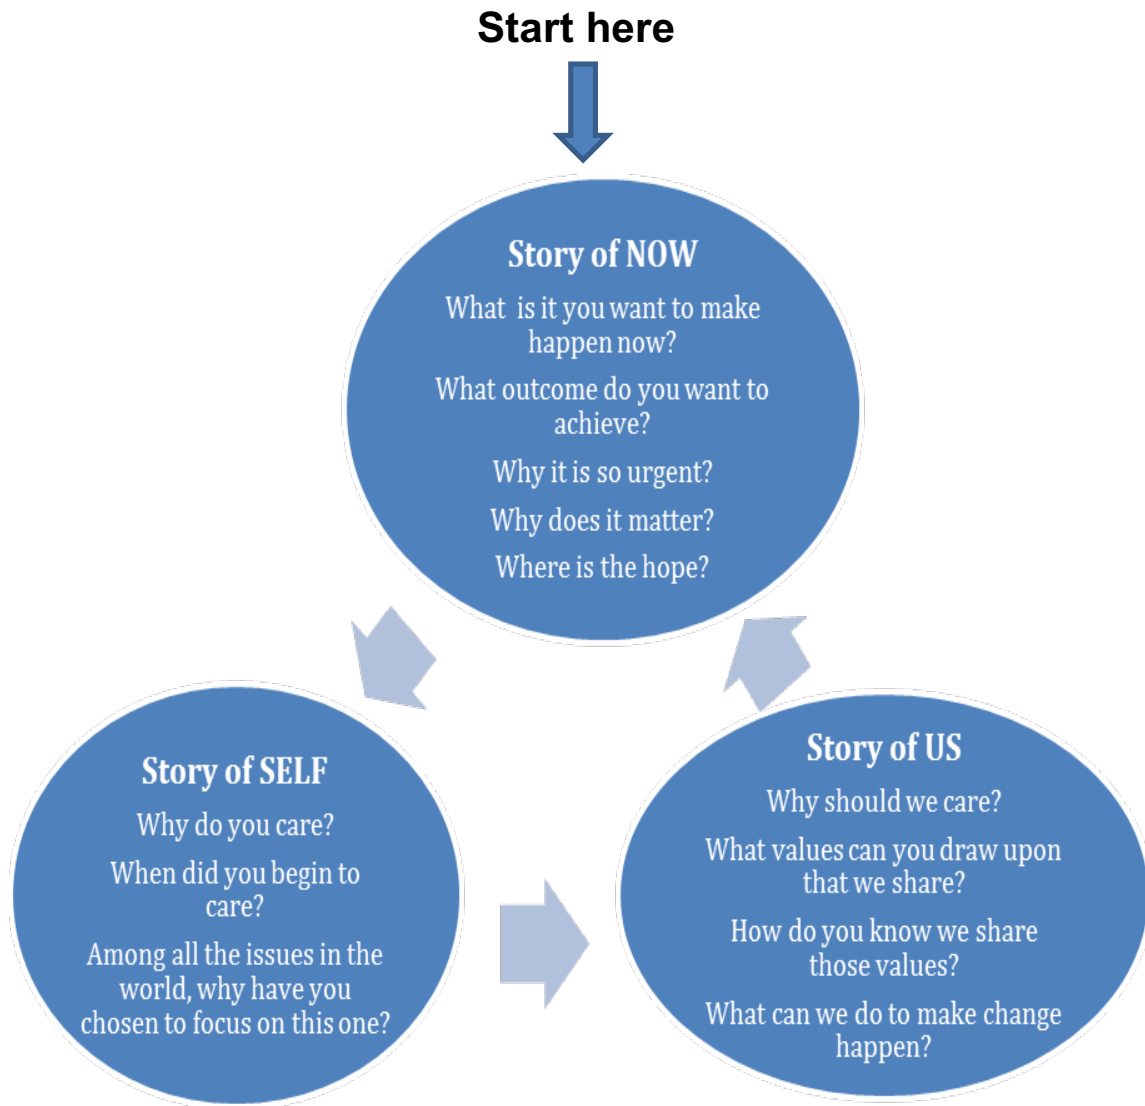 Start here
Story of NOW
What is it you want to make
happen now?
What outcome do you want to
achieve?
Why it is so urgent?
Why does it matter?
Where is the hope?
Story of SELF
Why do you care?
When did you begin to
care?
Among all the issues in the
world, why have you
chosen to focus on this one?
Story of US
Why should we care?
What values can you draw upon
that we share?
How do you know we share
those values?
What can we do to make change
happen?